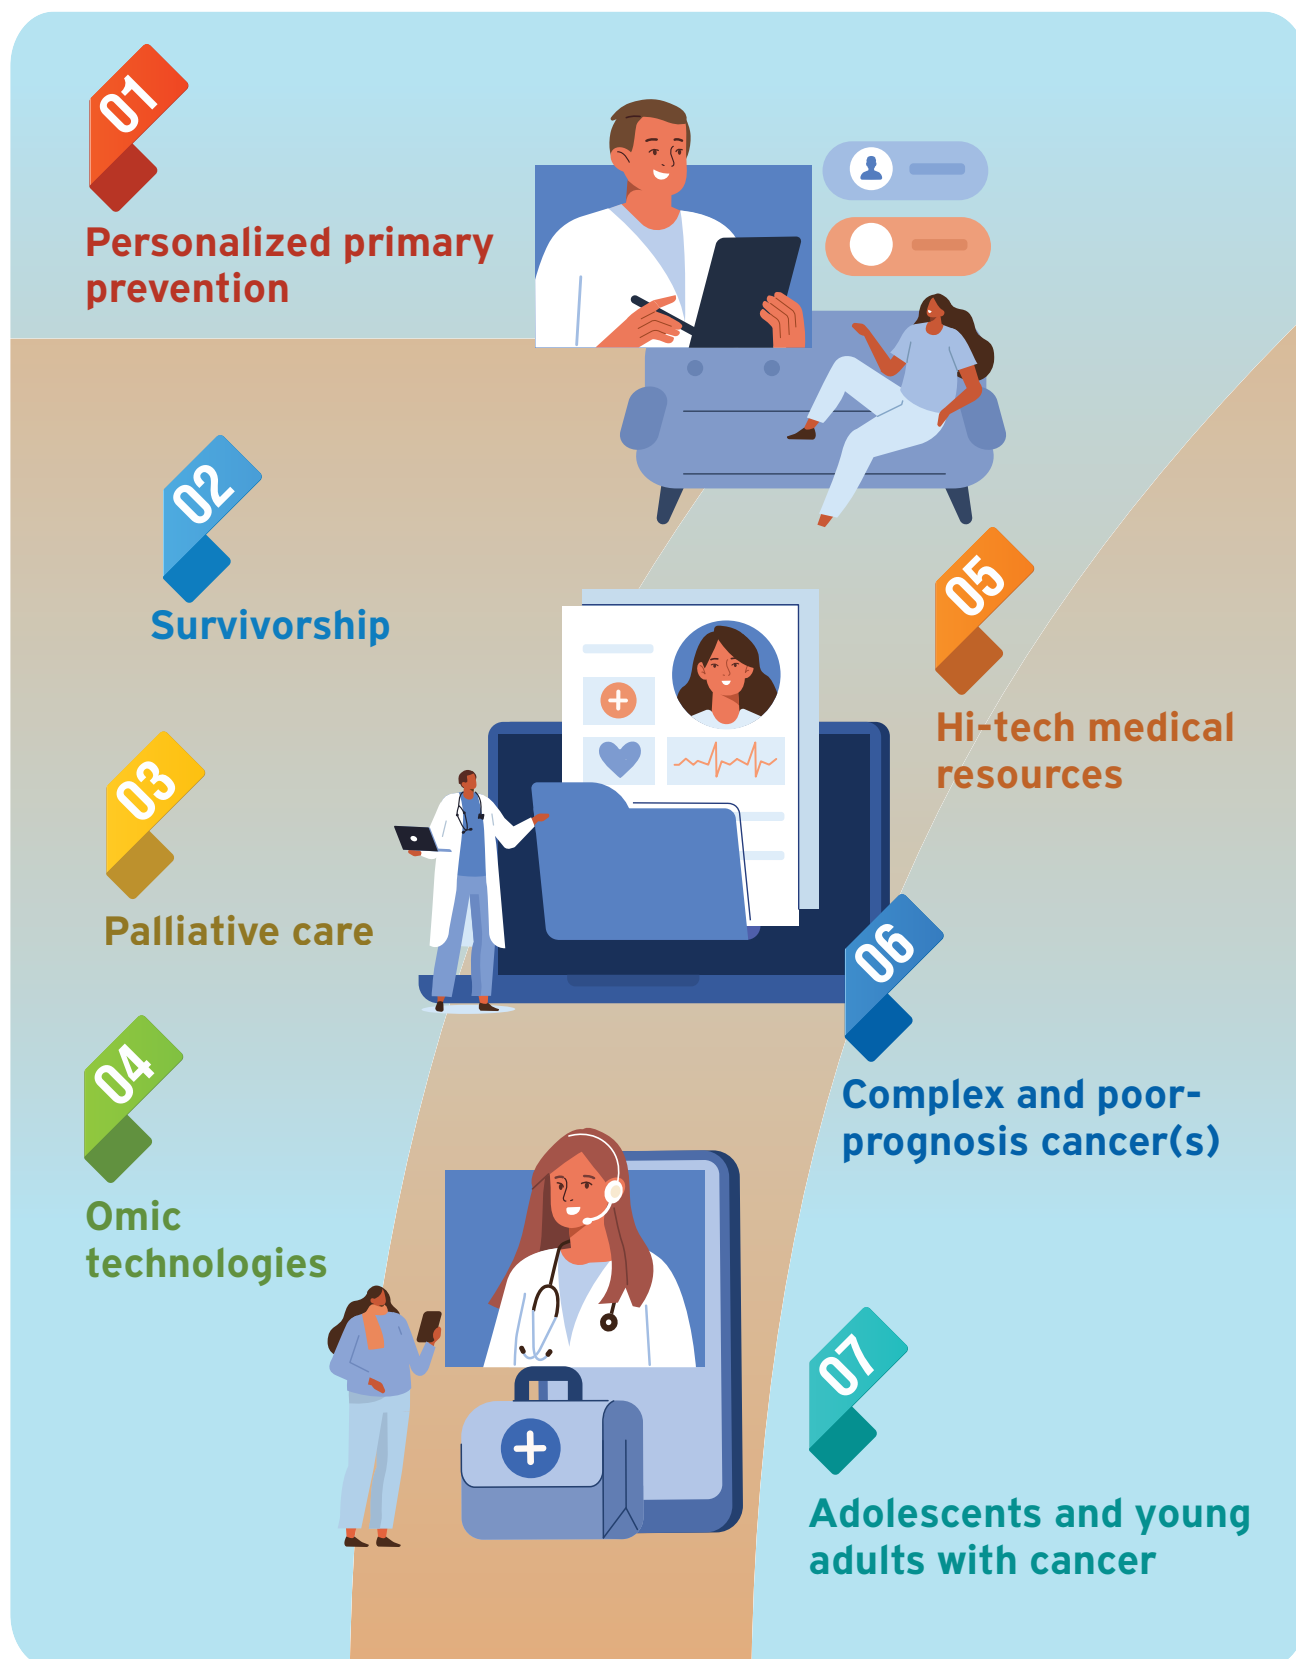 01
Personalized primary
prevention
02
Survivorship
03
Palliative care
04
Omic
technologies
05
Hi-tech medical
resources
06
Complex and poor-
prognosis cancer(s)
07
Adolescents and young
adults with cancer